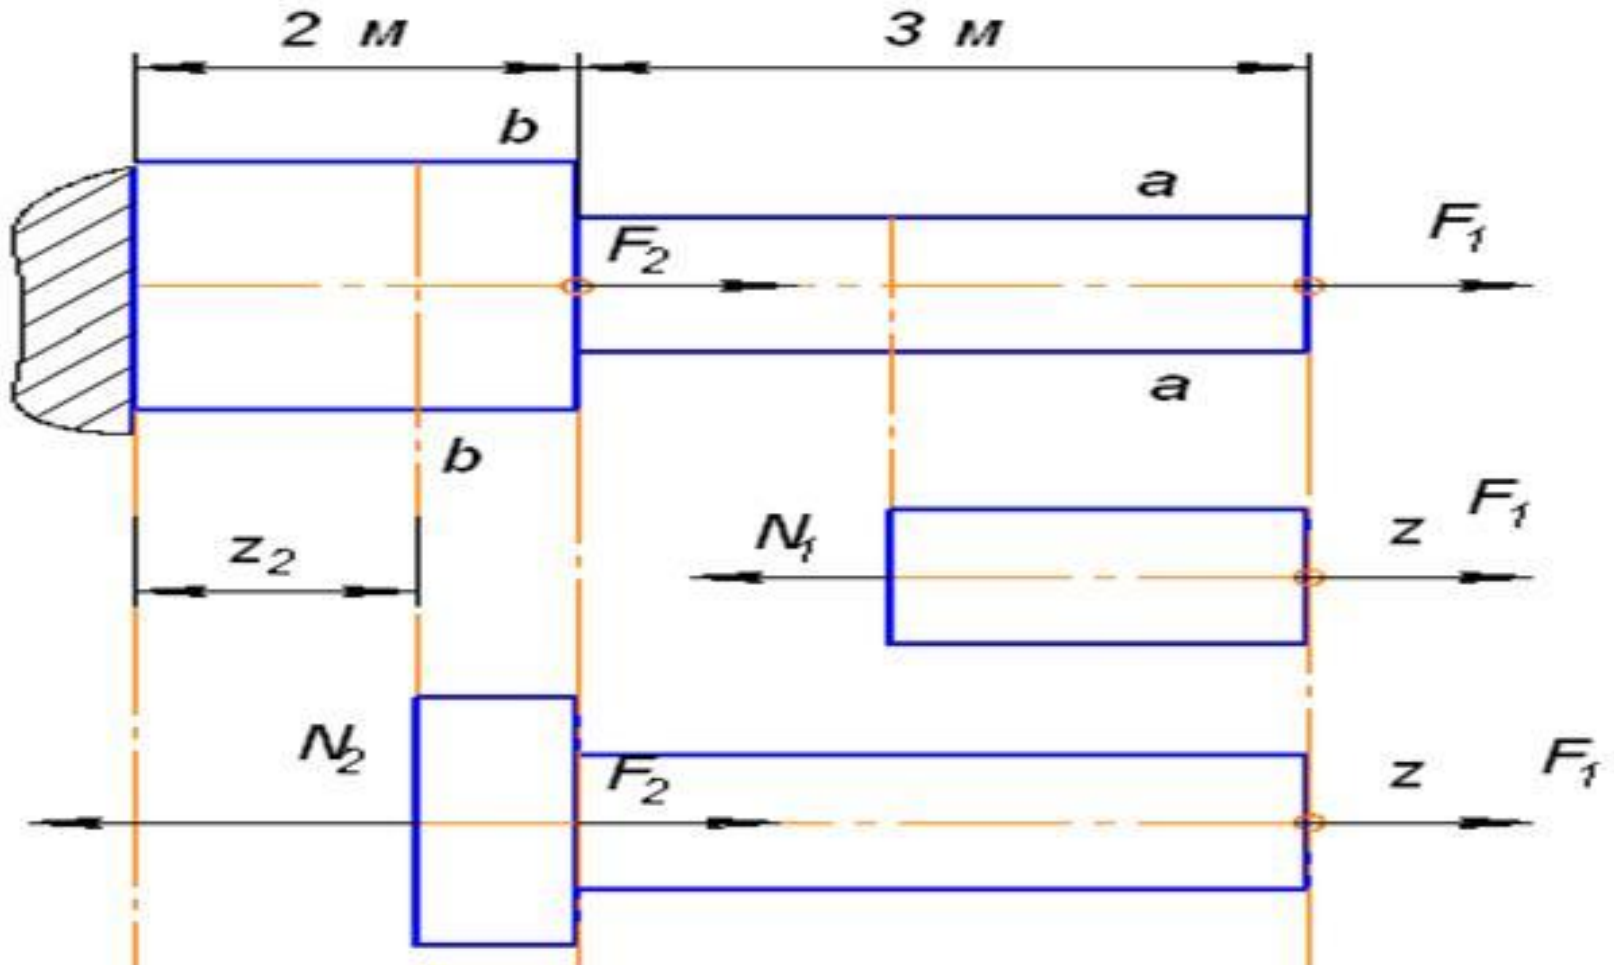 2 м 3 м
b
a
F₂ F₁
a
b
F₁
N₁ z
z₂
N₂ F₂ z F₁